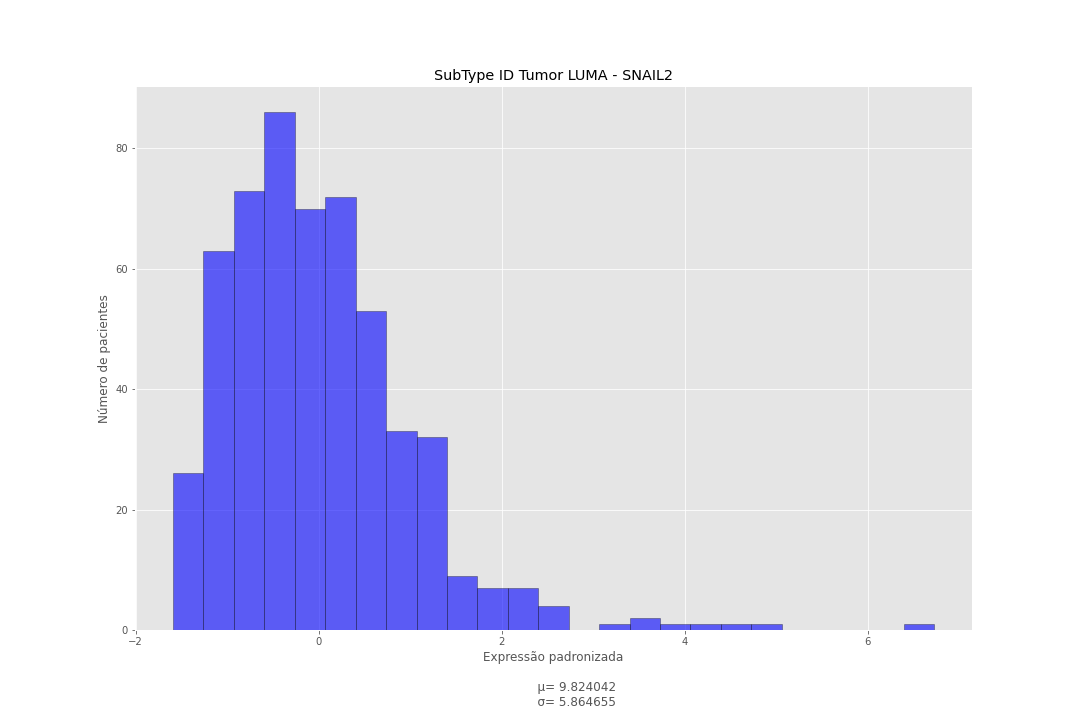 SubType ID Tumor LUMA - SNAIL2
80
60
40
20
0
Número de pacientes
−2
0
2
4
6
Expressão padronizada
μ= 9.824042
σ= 5.864655